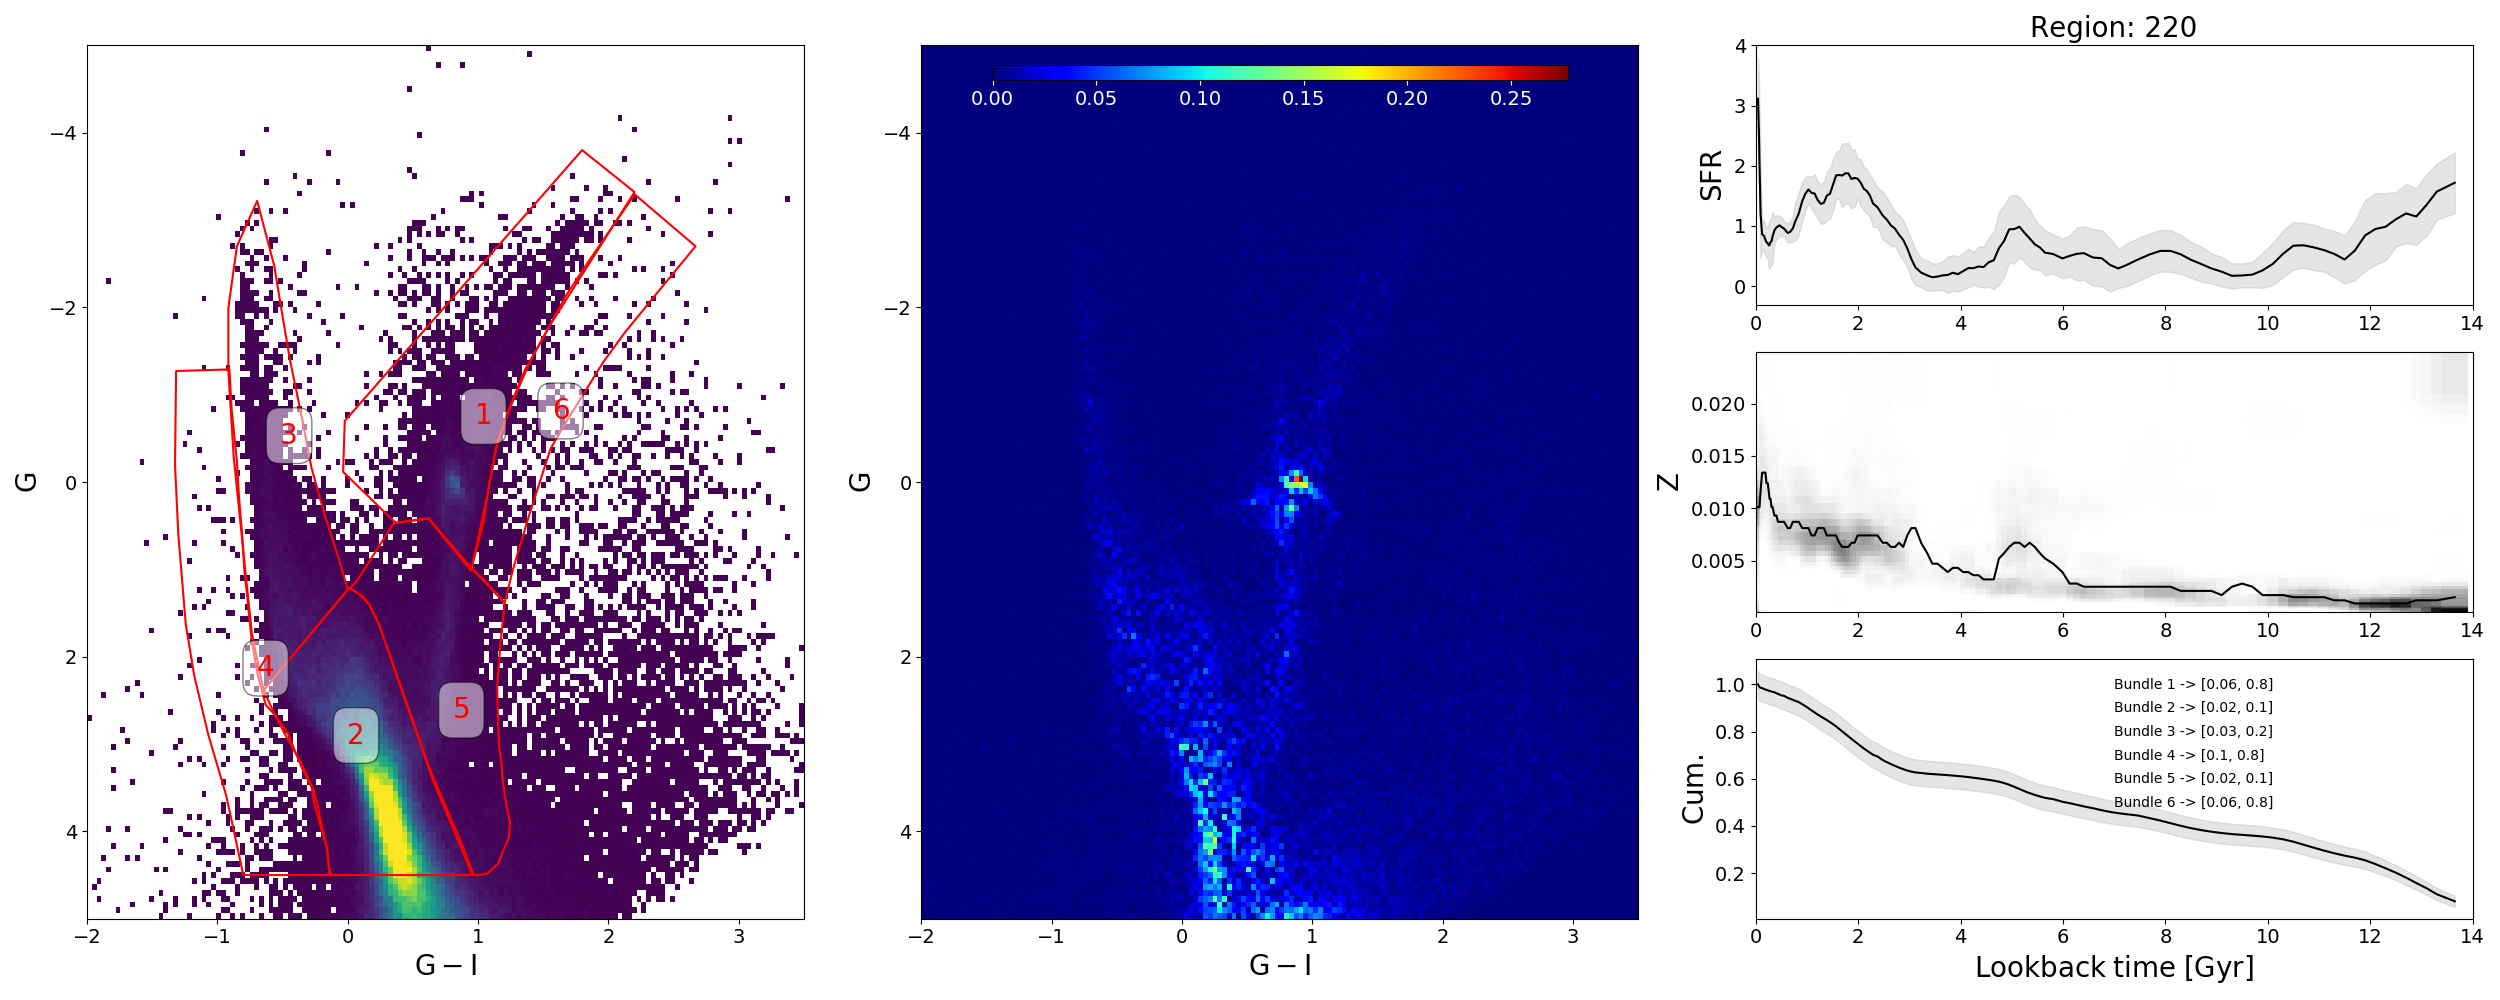 −4
−2
0
2
4
G
−2
−1
0
1
2
3
G − I
1
2
3
4
5
6
−4
−2
0
2
4
G
0.00 0.05 0.10 0.15 0.20 0.25
−2
−1
0
1
2
3
G − I
Region: 220
4
3
2
1
0
SFR
0 2 4 6 8 10 12 14
0.020
0.015
0.010
0.005
Z
0 2 4 6 8 10 12 14
1.0
0.8
0.6
0.4
0.2
Cum.
Bundle 1 -> [0.06, 0.8]
Bundle 2 -> [0.02, 0.1]
Bundle 3 -> [0.03, 0.2]
Bundle 4 -> [0.1, 0.8]
Bundle 5 -> [0.02, 0.1]
Bundle 6 -> [0.06, 0.8]
0 2 4 6 8 10 12 14
Lookback time [Gyr]